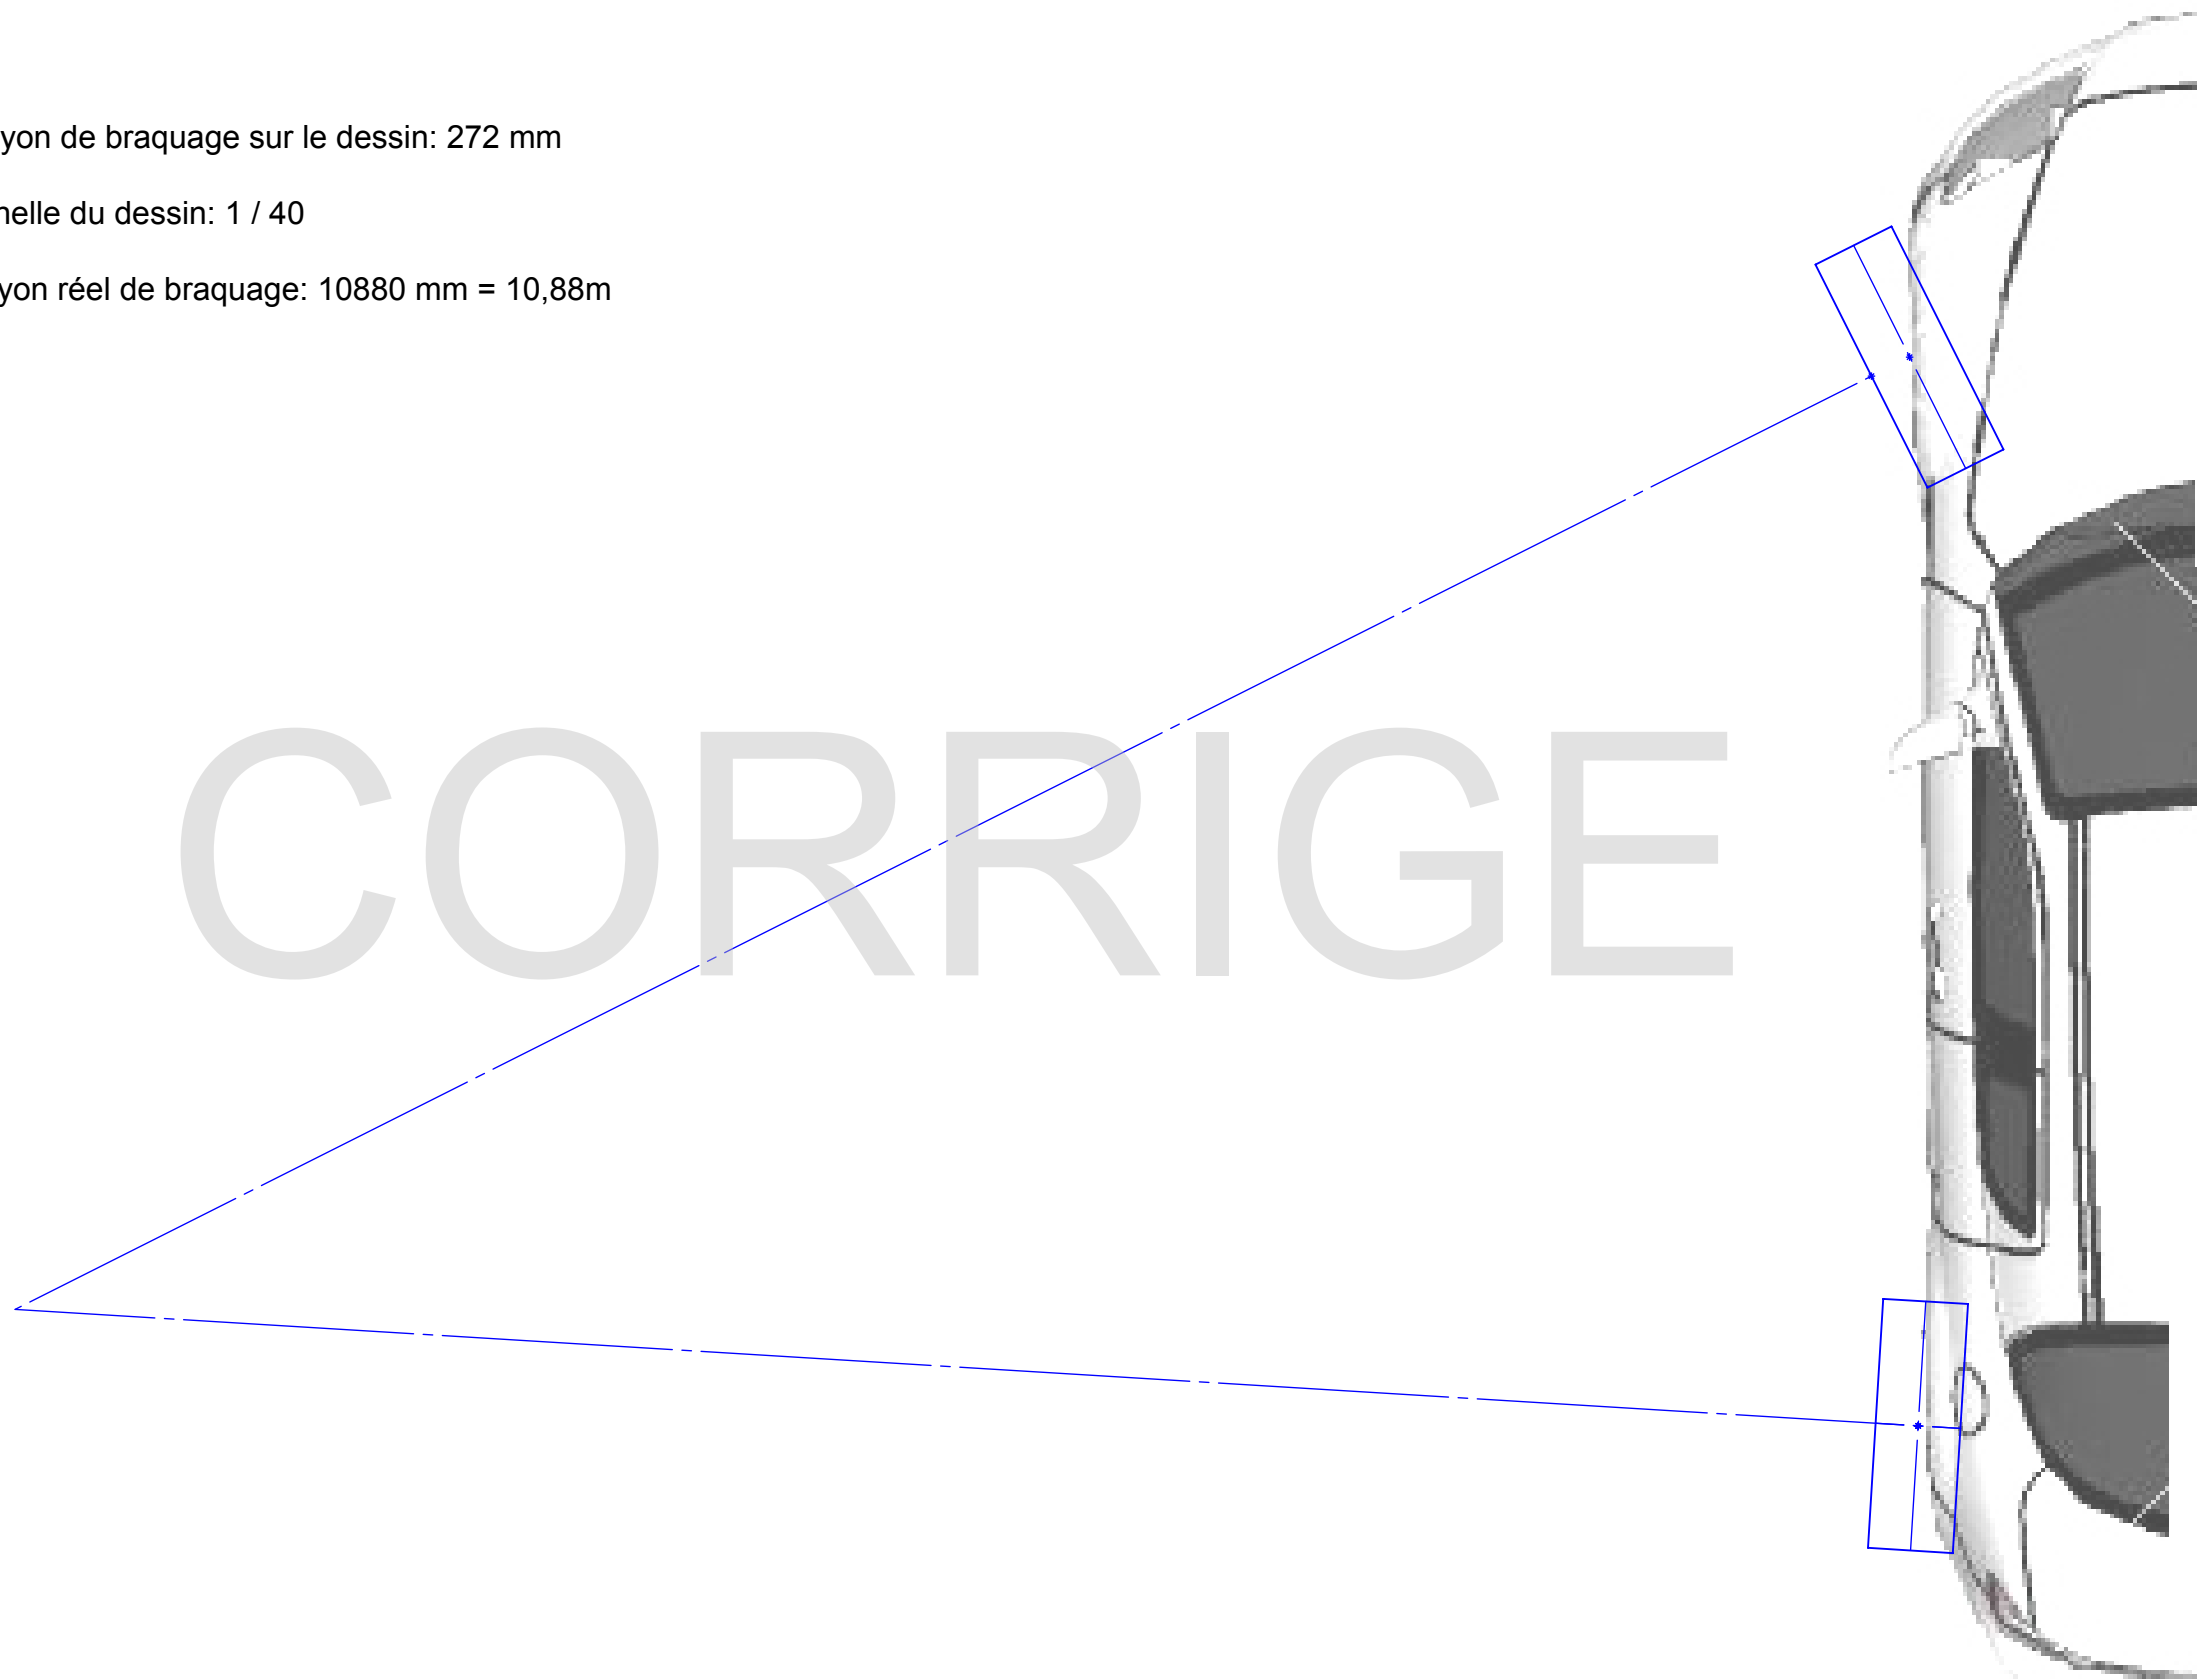 yon de braquage sur le dessin: 272 mm
helle du dessin: 1 / 40
yon réel de braquage: 10880 mm = 10,88m
CORRIGE